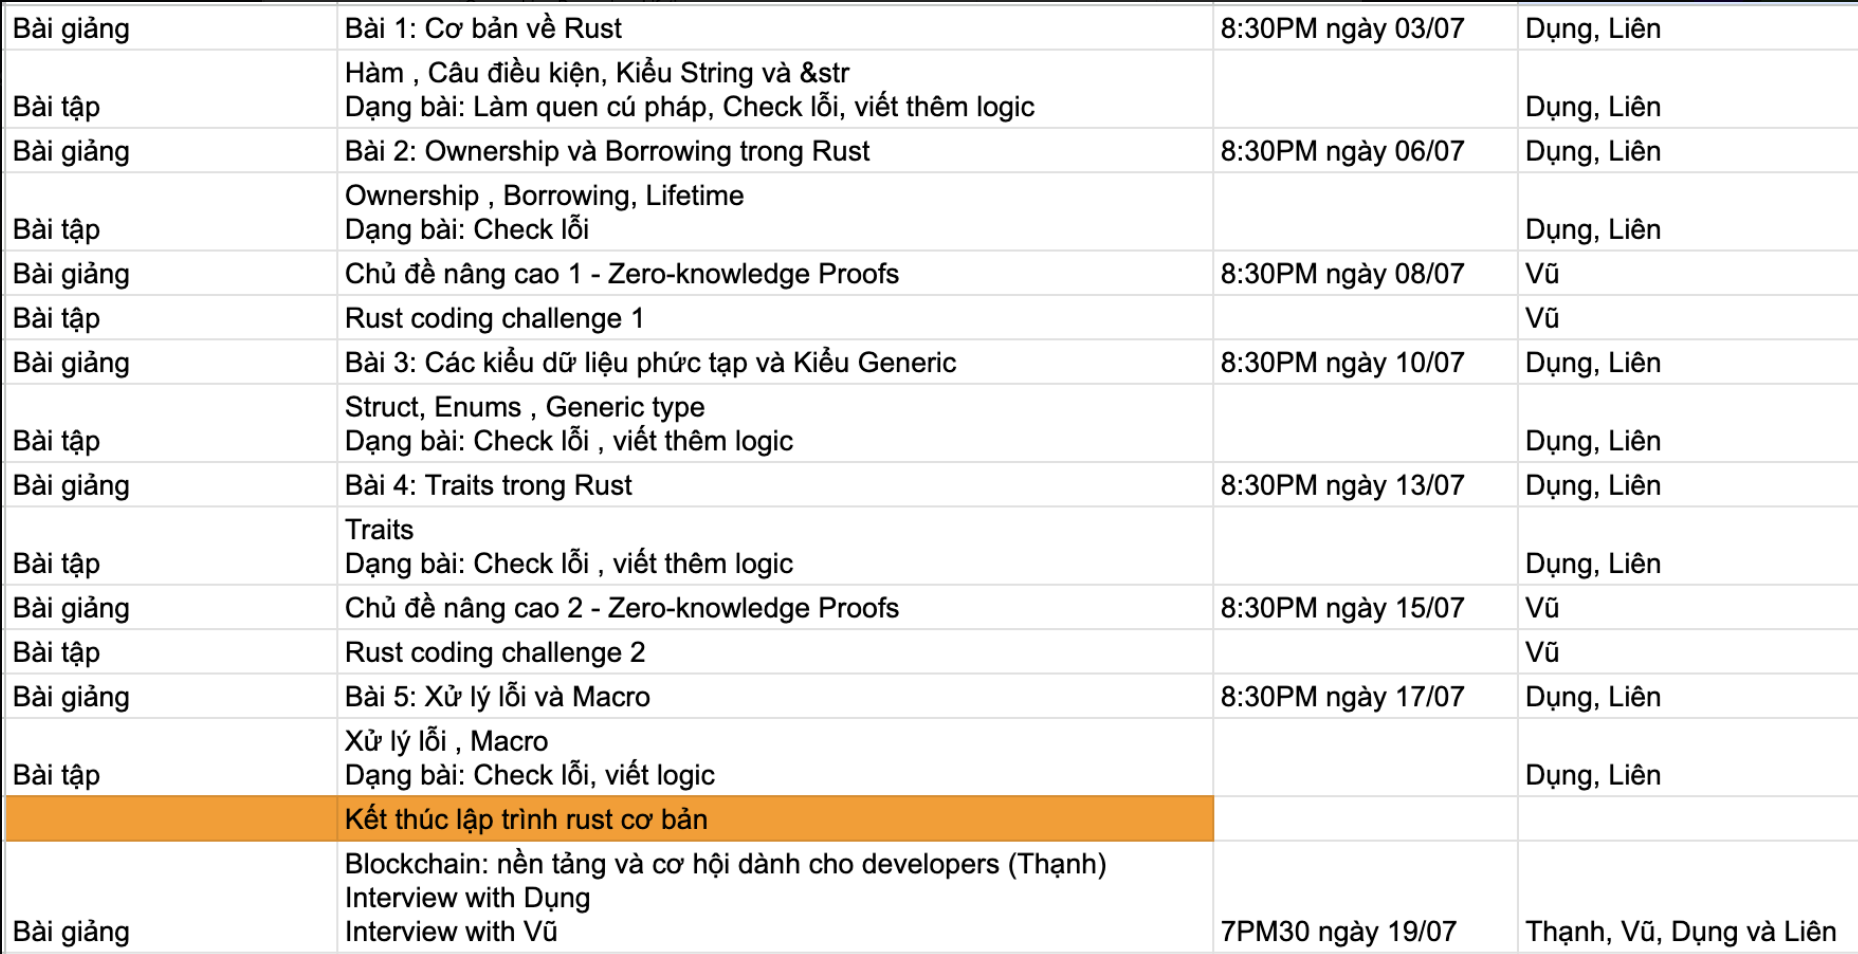 Bài giảng Bài 1: Cơ bản về Rust 8:30PM ngày 03/07 Dụng, Liên
Hàm , Câu điều kiện, Kiểu String và &str
Bài tập Dạng bài: Làm quen cú pháp, Check lỗi, viết thêm logic Dụng, Liên
Bài giảng Bài 2: Ownership và Borrowing trong Rust 8:30PM ngày 06/07 Dụng, Liên
Ownership , Borrowing, Lifetime
Bài tập Dạng bài: Check lỗi Dụng, Liên
Bài giảng Chủ đề nâng cao 1 - Zero-knowledge Proofs 8:30PM ngày 08/07 Vũ
Bài tập Rust coding challenge 1 Vũ
Bài giảng Bài 3: Các kiểu dữ liệu phức tạp và Kiểu Generic 8:30PM ngày 10/07 Dụng, Liên
Struct, Enums , Generic type
Bài tập Dạng bài: Check lỗi , viết thêm logic Dụng, Liên
Bài giảng Bài 4: Traits trong Rust 8:30PM ngày 13/07 Dụng, Liên
Traits
Bài tập Dạng bài: Check lỗi , viết thêm logic Dụng, Liên
Bài giảng Chủ đề nâng cao 2 - Zero-knowledge Proofs 8:30PM ngày 15/07 Vũ
Bài tập Rust coding challenge 2 Vũ
Bài giảng Bài 5: Xử lý lỗi và Macro 8:30PM ngày 17/07 Dụng, Liên
Xử lý lỗi , Macro
Bài tập Dạng bài: Check lỗi, viết logic Dụng, Liên
Kết thúc lập trình rust cơ bản
Blockchain: nền tảng và cơ hội dành cho developers (Thạnh)
Interview with Dụng
Bài giảng Interview with Vũ 7PM30 ngày 19/07 Thạnh, Vũ, Dụng và Liên